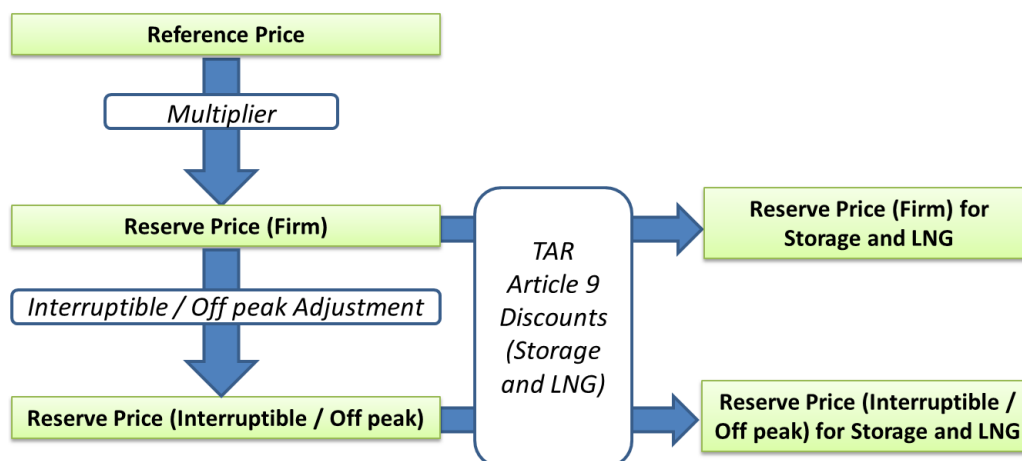 Reference Price
Multiplier
Reserve Price (Firm)
Interruptible / Off peak Adjustment
Reserve Price (Interruptible / Off peak)
TAR
Article 9
Discounts
(Storage
and LNG)
Reserve Price (Firm) for
Storage and LNG
Reserve Price (Interruptible /
Off peak) for Storage and LNG